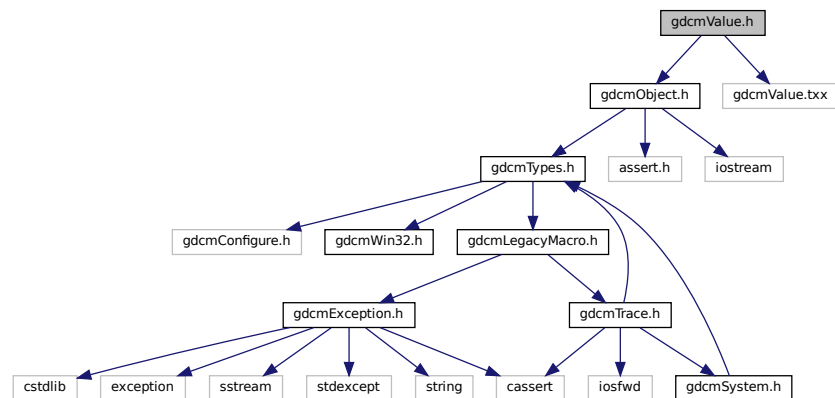 gdcmValue.h
gdcmObject.h
gdcmValue.txx
gdcmTypes.h
assert.h
iostream
gdcmConfigure.h
gdcmWin32.h
gdcmLegacyMacro.h
gdcmException.h
gdcmTrace.h
cstdlib
exception
sstream
stdexcept
string
cassert
iosfwd
gdcmSystem.h